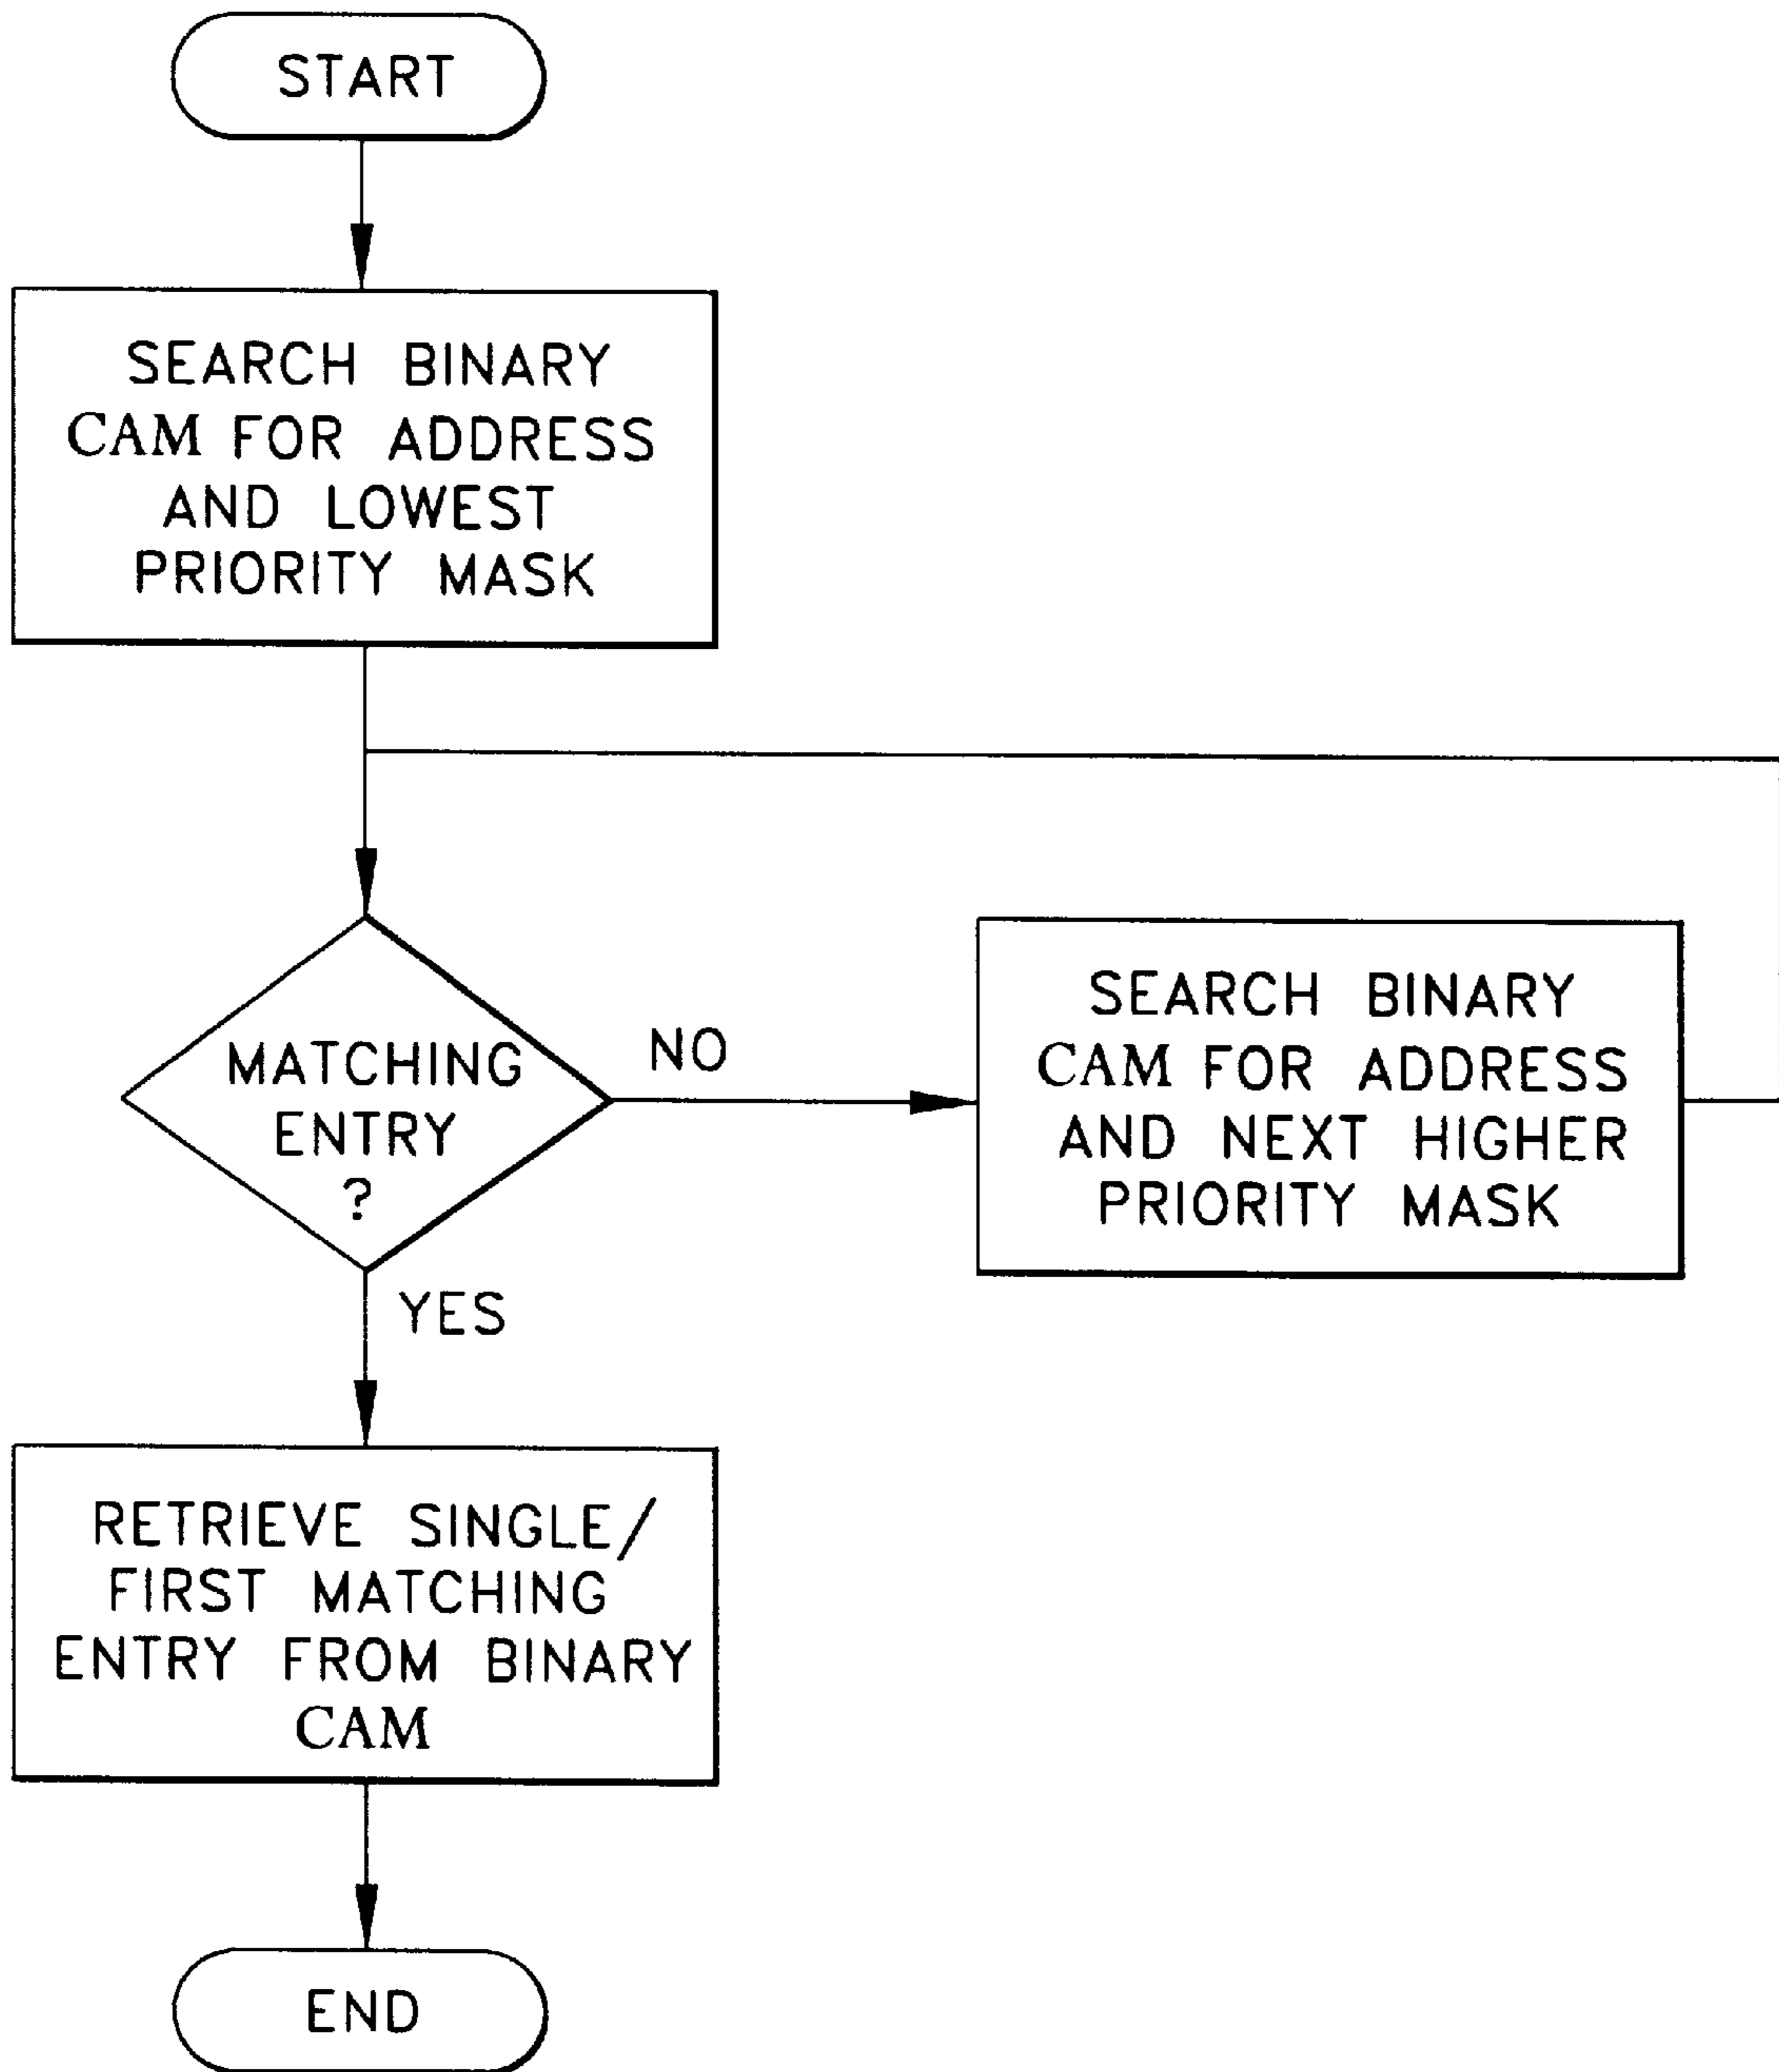 START
SEARCH BINARY
CAM FOR ADDRESS
AND LOWEST
PRIORITY MASK
MATCHING
ENTRY
?
NO
SEARCH BINARY
CAM FOR ADDRESS
AND NEXT HIGHER
PRIORITY MASK
YES
RETRIEVE SINGLE/
FIRST MATCHING
ENTRY FROM BINARY
CAM
END